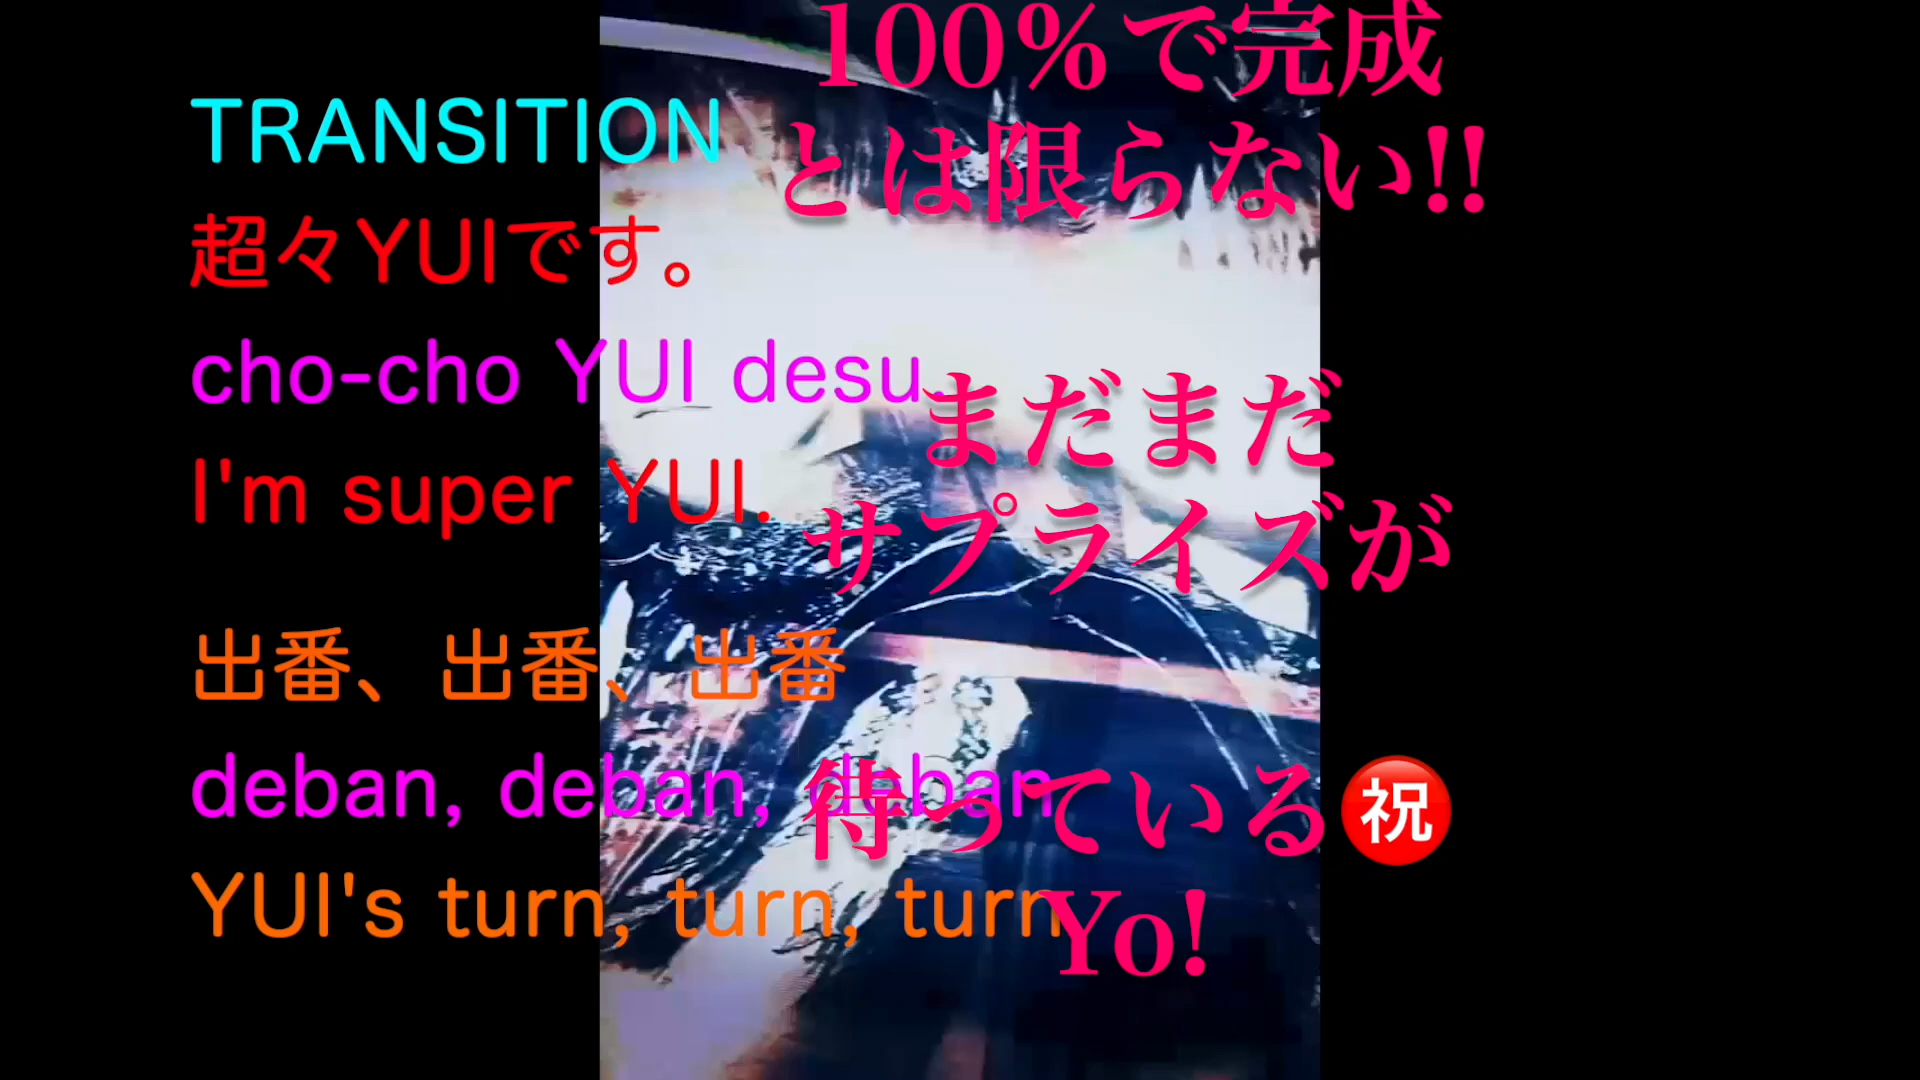 TRANSITION
超々YUIです。
cho-cho YUI desu.
I'm super YUI.
出番、出番、出番
deban, deban, deban
YUI's turn, turn, turn
100%で完成
とは限らない!!
まだまだ
サプライズが
待っている㊗
Yo!